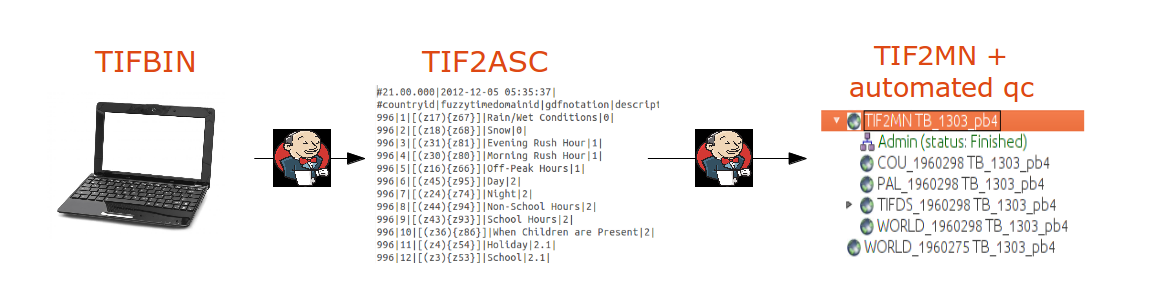 TIFBIN
TIF2ASC
#21.00.000|2012-12-05 05:35:37|
#countryid|fuzzytimedomainid|gdfnotation|descript
996|1|[(z17){z67}]|Rain/Wet Conditions|0|
996|2|[(z18){z68}]|Snow|0|
996|3|[(z31){z81}]|Evening Rush Hour|1|
996|4|[(z30){z80}]|Morning Rush Hour|1|
996|5|[(z16){z66}]|Off-Peak Hours|1|
996|6|[(z45){z95}]|Day|2|
996|7|[(z24){z74}]|Night|2|
996|8|[(z44){z94}]|Non-School Hours|2|
996|9|[(z43){z93}]|School Hours|2|
996|10|[(z36){z86}]|When Children are Present|2|
996|11|[(z4){z54}]|Holiday|2.1|
996|12|[(z3){z53}]|School|2.1|
TIF2MN +
automated qc
TIF2MN TB_1303_pb4
Admin (status: Finished)
COU_1960298 TB_1303_pb4
PAL_1960298 TB_1303_pb4
TIFDS_1960298 TB_1303_pb4
WORLD_1960298 TB_1303_pb4
WORLD_1960275 TB_1303_pb4